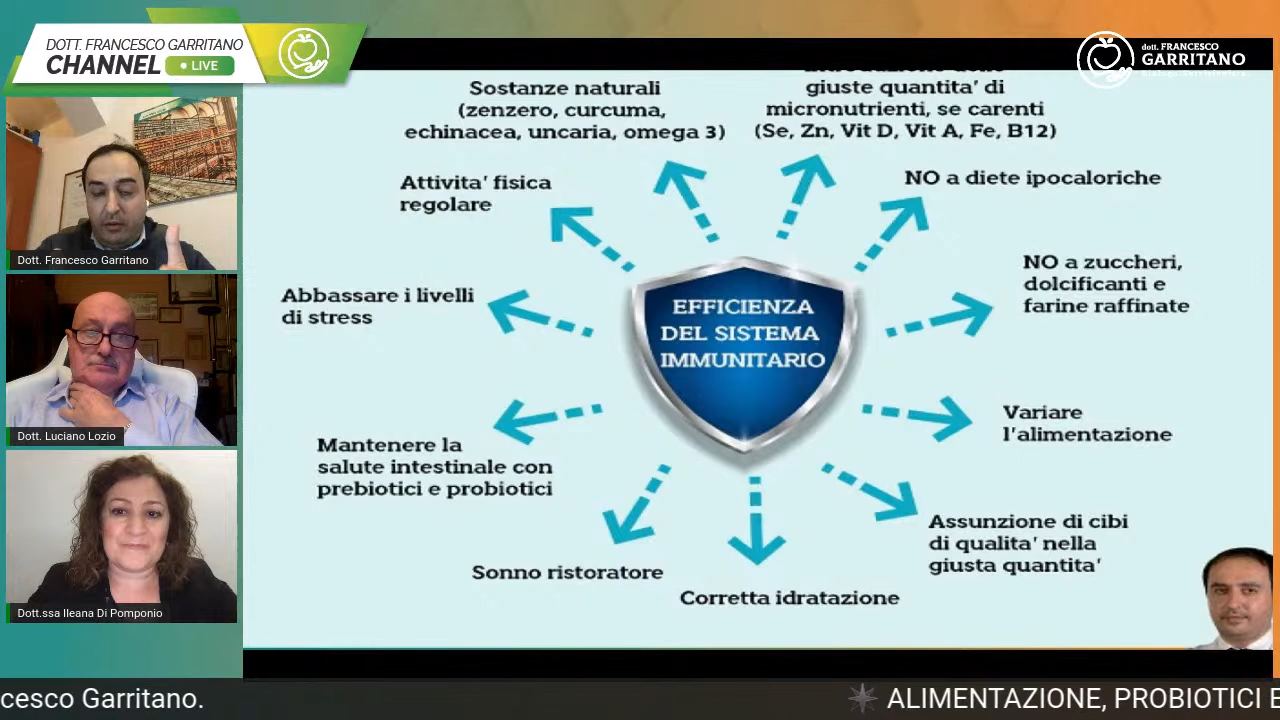 DOTT. FRANCESCO GARRITANO
CHANNEL
• LIVE
dott. FRANCESCO
GARRITANO
Dott. Francesco Garritano
Dott. Luciano Lozio
Dott.ssa Ileana Di Pomponio
Sostanze naturali
(zenzero, curcuma,
echinacea, uncaria, omega 3)
giuste quantita' di
micronutrienti, se carenti
(Se, Zn, Vit D, Vit A, Fe, B12)
Attivita' fisica
regolare
NO a diete ipocaloriche
Abbassare i livelli
di stress
NO a zuccheri,
dolcificanti e
farine raffinate
EFFICIENZA
DEL SISTEMA
IMMUNITARIO
Mantenere la
salute intestinale con
prebiotici e probiotici
Variare
l'alimentazione
Sonno ristoratore
Corretta idratazione
Assunzione di cibi
di qualita' nella
giusta quantita'
cesco Garritano.
ALIMENTAZIONE, PROBIOTICI E